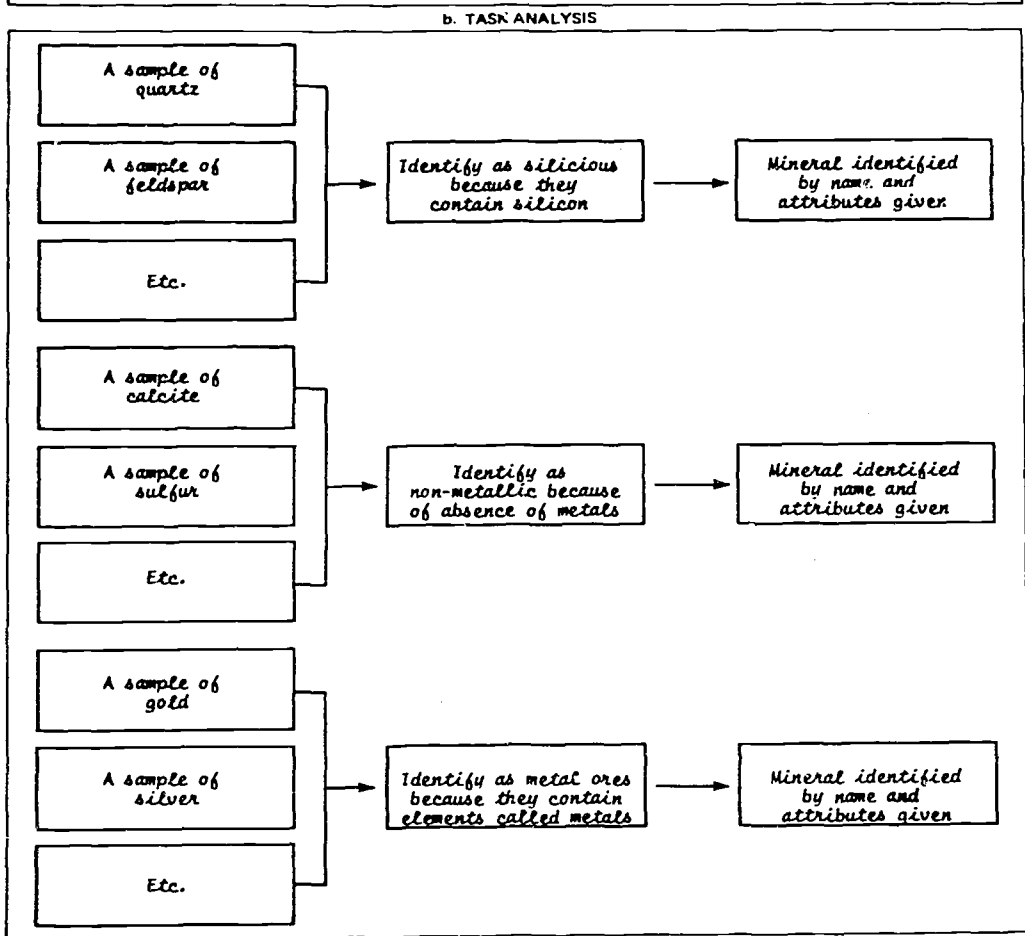 b. TASK ANALYSIS
A sample of
quartz
A sample of
feldspar
Etc.
Identify as silicious
because they
contain silicon
Mineral identified
by name and
attributes given
A sample of
calcite
A sample of
sulfur
Etc.
Identify as
non-metallic because
of absence of metals
Mineral identified
by name and
attributes given
A sample of
gold
A sample of
silver
Etc.
Identify as metal ores
because they contain
elements called metals
Mineral identified
by name and
attributes given